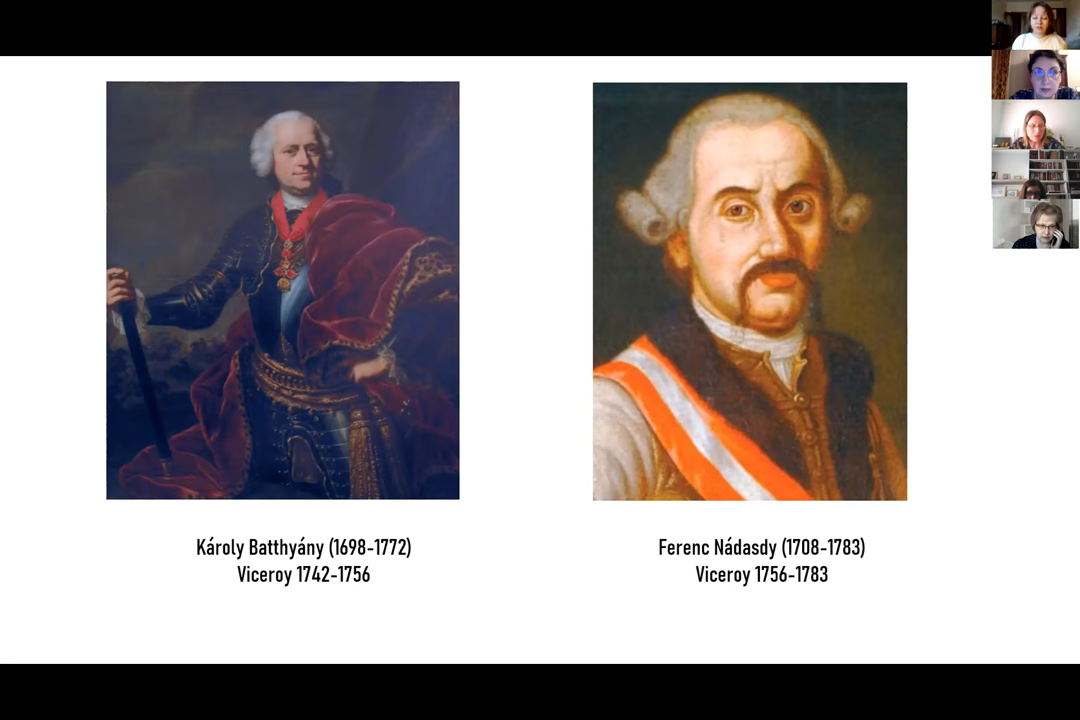 Károly Batthyány (1698-1772)
Viceroy 1742-1756
Ferenc Nádasdy (1708-1783)
Viceroy 1756-1783